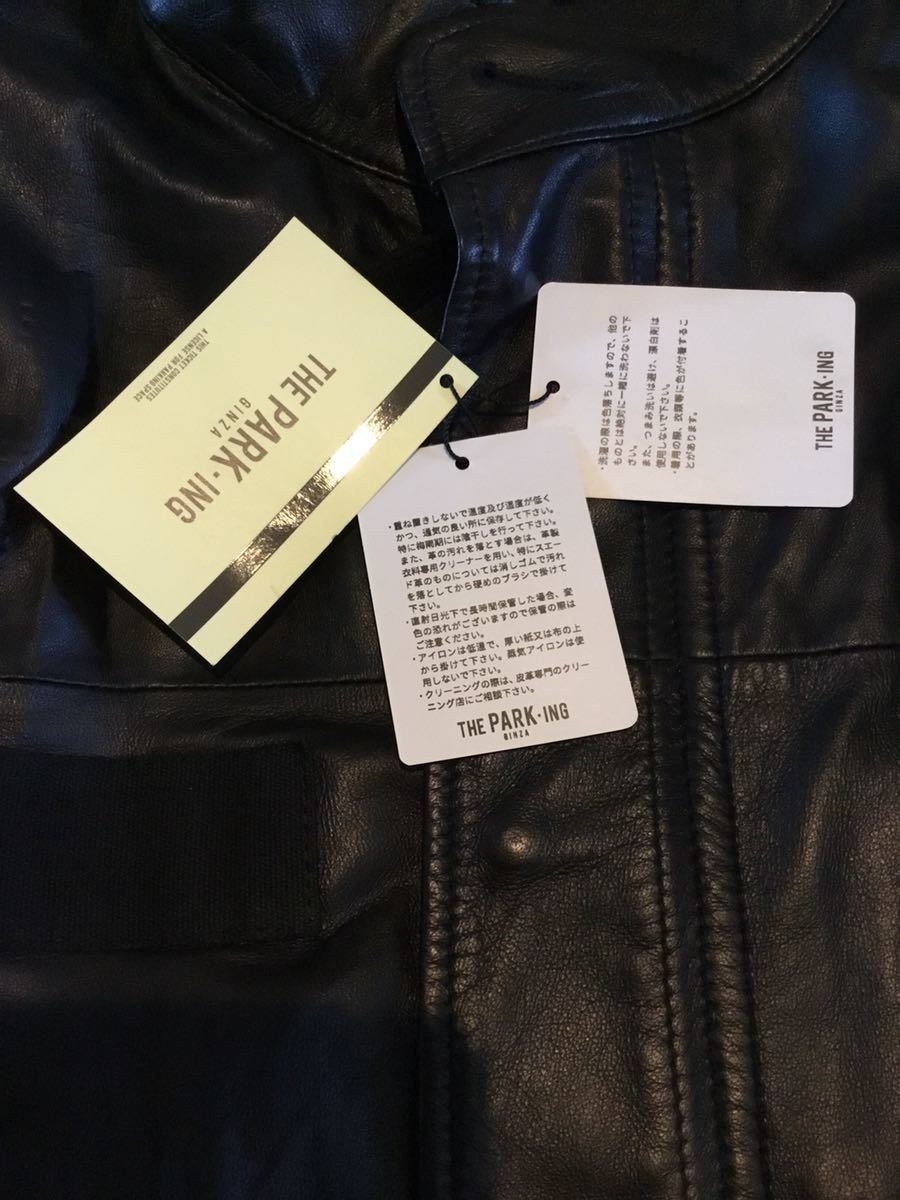 THE PARK・ING
GINZA
THIS TICKET CONSTITUTES
A LICENSE FOR PARKING SPACE
・洗濯の際は色落ちしますので、他の
ものとは絶対に一緒に洗わないで下
さい。
また、つまみ洗いは避け、漂白剤は
使用しないで下さい。
・着用の際、衣類等に色が付着するこ
とがあります。
THE PARK・ING
GINZA
・重ね置きしないで温度及び湿度が低く
かつ、通気の良い所に保存して下さい。
特に梅雨期には陰干しを行って下さい。
また、革の汚れを落とす場合は、革製
衣料専用クリーナーを用い、特にスエー
ド革のものについては消しゴムで汚れ
を落としてから硬めのブラシで掛けて
下さい。
・直射日光下で長時間保管した場合、変
色の恐れがございますので保管の際は
ご注意ください。
・アイロンは低温で、厚い紙又は布の上
から掛けて下さい。蒸気アイロンは使
用しないで下さい。
・クリーニングの際は、皮革専門のクリー
ニング店にご相談下さい。
THE PARK・ING
GINZA